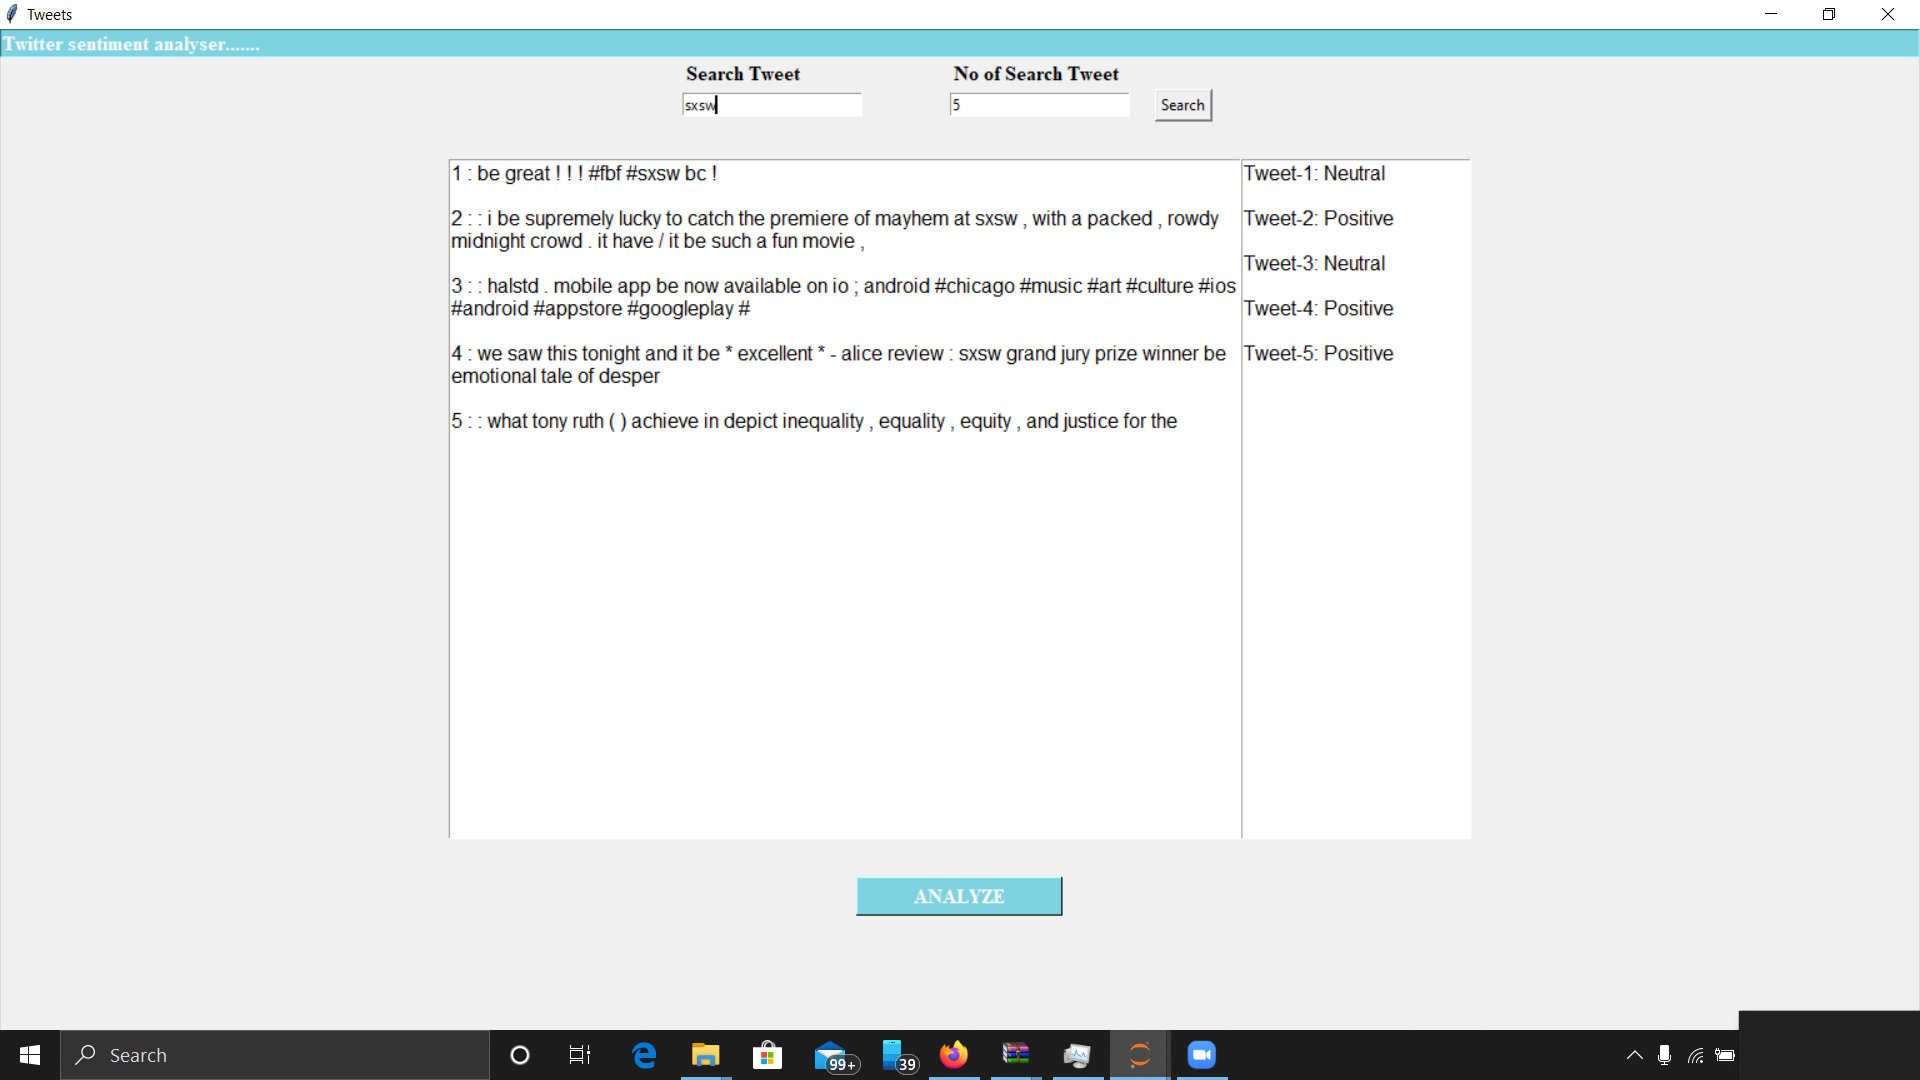 Tweets
Twitter sentiment analyser.......
Search Tweet
No of Search Tweet
sxsw
5
Search
1 : be great ! ! ! #fbf #sxsw bc !
2 : : i be supremely lucky to catch the premiere of mayhem at sxsw , with a packed , rowdy
midnight crowd . it have / it be such a fun movie ,
3 : : halstd . mobile app be now available on io ; android #chicago #music #art #culture #ios
#android #appstore #googleplay #
4 : we saw this tonight and it be * excellent * - alice review : sxsw grand jury prize winner be
emotional tale of desper
5 : : what tony ruth ( ) achieve in depict inequality , equality , equity , and justice for the
Tweet-1: Neutral
Tweet-2: Positive
Tweet-3: Neutral
Tweet-4: Positive
Tweet-5: Positive
ANALYZE
Search
99+
39